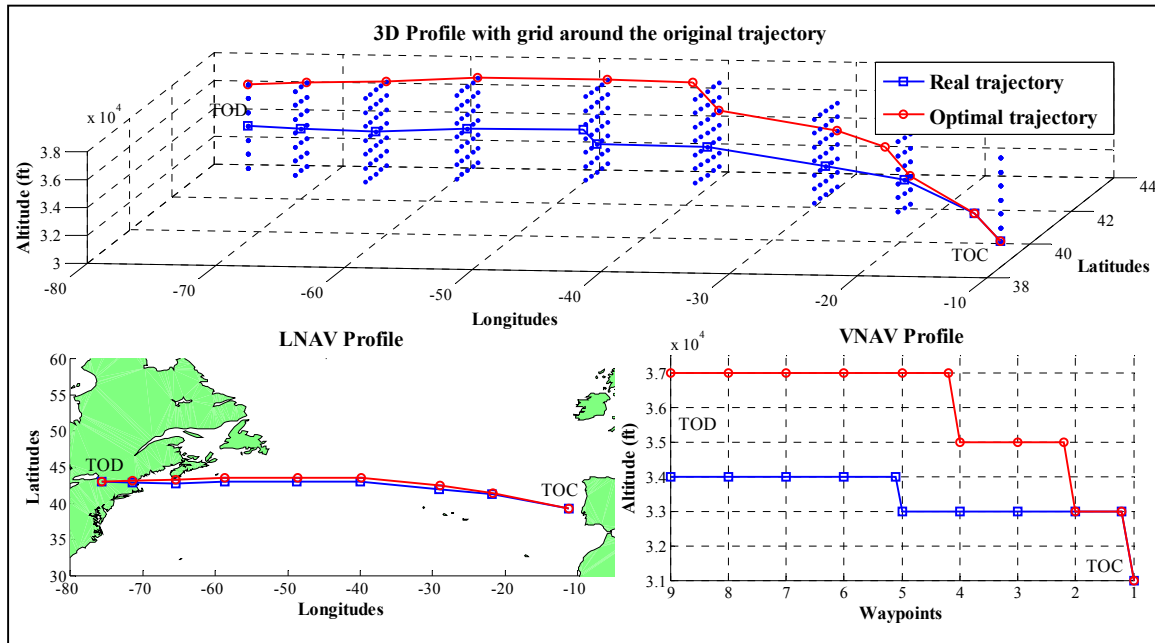 3D Profile with grid around the original trajectory
Real trajectory
Optimal trajectory
TOD
x 10^4
3.8
3.6
3.4
3.2
3
Altitude (ft)
TOC
-80
-70
-60
-50
-40
-30
-20
-10
Longitudes
44
42
40
38
Latitudes
LNAV Profile
60
55
50
45
40
35
30
Latitudes
TOD
TOC
-80
-70
-60
-50
-40
-30
-20
-10
Longitudes
VNAV Profile
x 10^4
3.7
3.6
3.5
3.4
3.3
3.2
3.1
Altitude (ft)
TOD
TOC
9
8
7
6
5
4
3
2
1
Waypoints